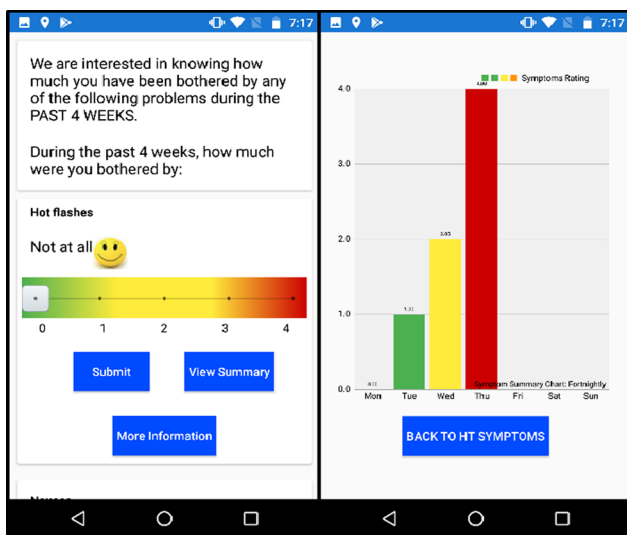 7:17
We are interested in knowing how
much you have been bothered by any
of the following problems during the
PAST 4 WEEKS.
During the past 4 weeks, how much
were you bothered by:
Hot flashes
Not at all
0 1 2 3 4
Submit View Summary
More Information
7:17
Symptoms Rating
4.0
3.0
2.0
1.0
0.0
Symptom Summary Chart: Fortnightly
Mon Tue Wed Thu Fri Sat Sun
BACK TO HT SYMPTOMS